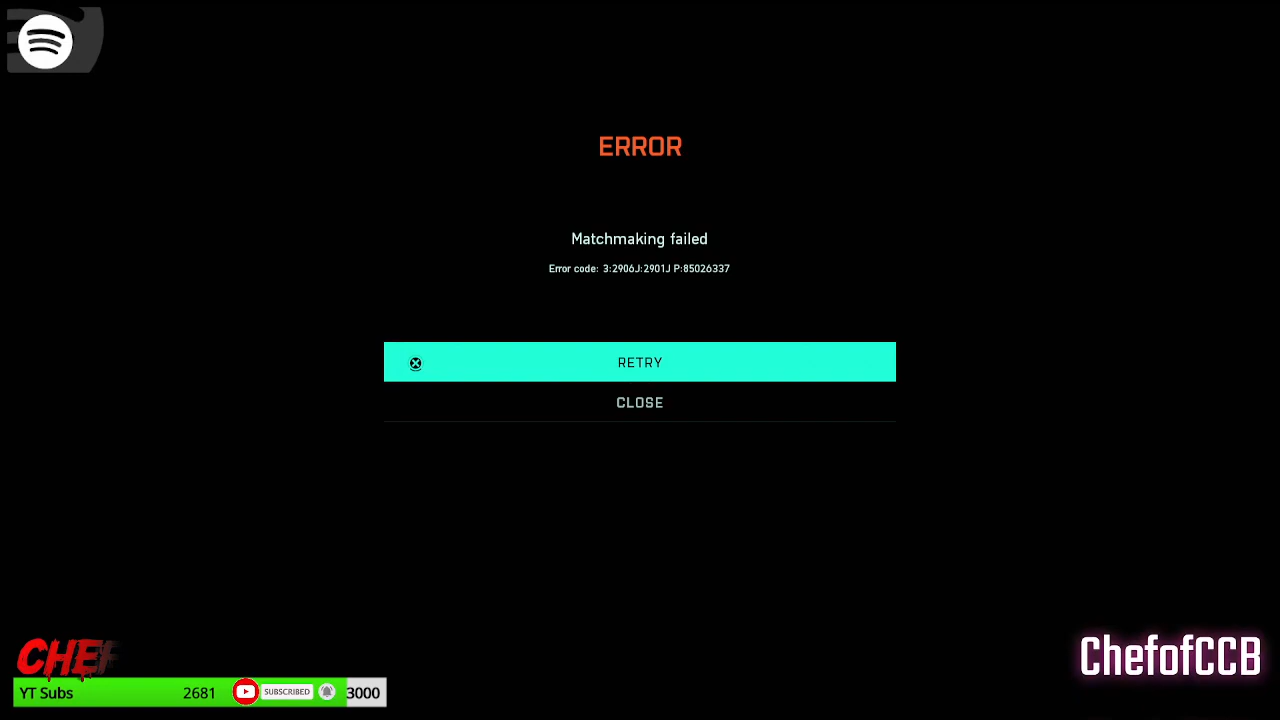 ERROR
Matchmaking failed
Error code: 3:2906J:2901J P:85026337
RETRY
CLOSE
CHEF
ChefofCCB
YT Subs 2681 SUBSCRIBED 3000